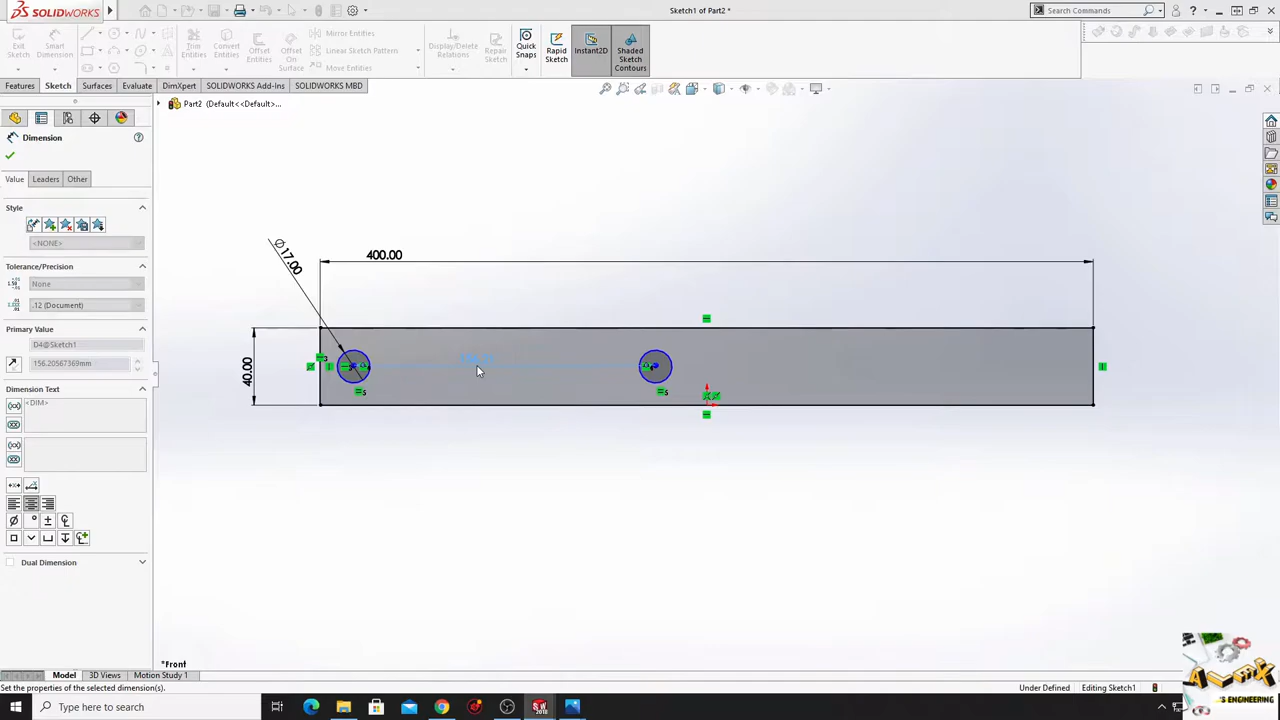 SOLIDWORKS
Sketch1 of Part2 *
Search Commands
Exit Sketch
Smart Dimension
Trim Entities
Convert Entities
Offset Entities
Offset On Surface
Mirror Entities
Linear Sketch Pattern
Move Entities
Display/Delete Relations
Repair Sketch
Quick Snaps
Rapid Sketch
Instant2D
Shaded Sketch Contours
Features
Sketch
Surfaces
Evaluate
DimXpert
SOLIDWORKS Add-Ins
SOLIDWORKS MBD
Part2 (Default<<Default>...
Dimension
Value
Leaders
Other
Style
<NONE>
Tolerance/Precision
None
.12 (Document)
Primary Value
D4@Sketch1
156.20567369mm
Dimension Text
<DIM>
Dual Dimension
∅17.00
400.00
40.00
*Front
Model
3D Views
Motion Study 1
Set the properties of the selected dimension(s).
Under Defined
Editing Sketch1
Type here to search
'S ENGINEERING